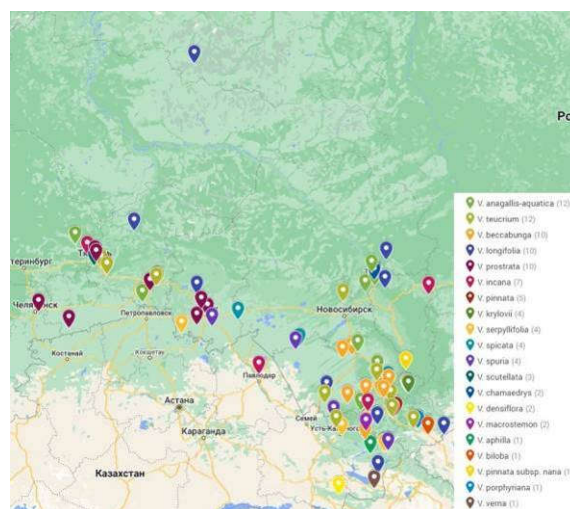 Ро
теринбург
Тюмень
Челябинск
Петропавловск
Костанай
Кокшетау
Новосибирск
Павлодар
Астана
Караганда
Семей
Усть-Каменогорск
Казахстан
V. anagallis-aquatica (12)
V. teucrium (12)
V. beccabunga (10)
V. longifolia (10)
V. prostrata (10)
V. incana (7)
V. pinnata (5)
V. krylovii (4)
V. serpyllifolia (4)
V. spicata (4)
V. spuria (4)
V. scutellata (3)
V. chamaedrys (2)
V. densiflora (2)
V. macrostemon (2)
V. aphilla (1)
V. biloba (1)
V. pinnata subsp. nana (1
V. porphyriana (1)
V. verna (1)